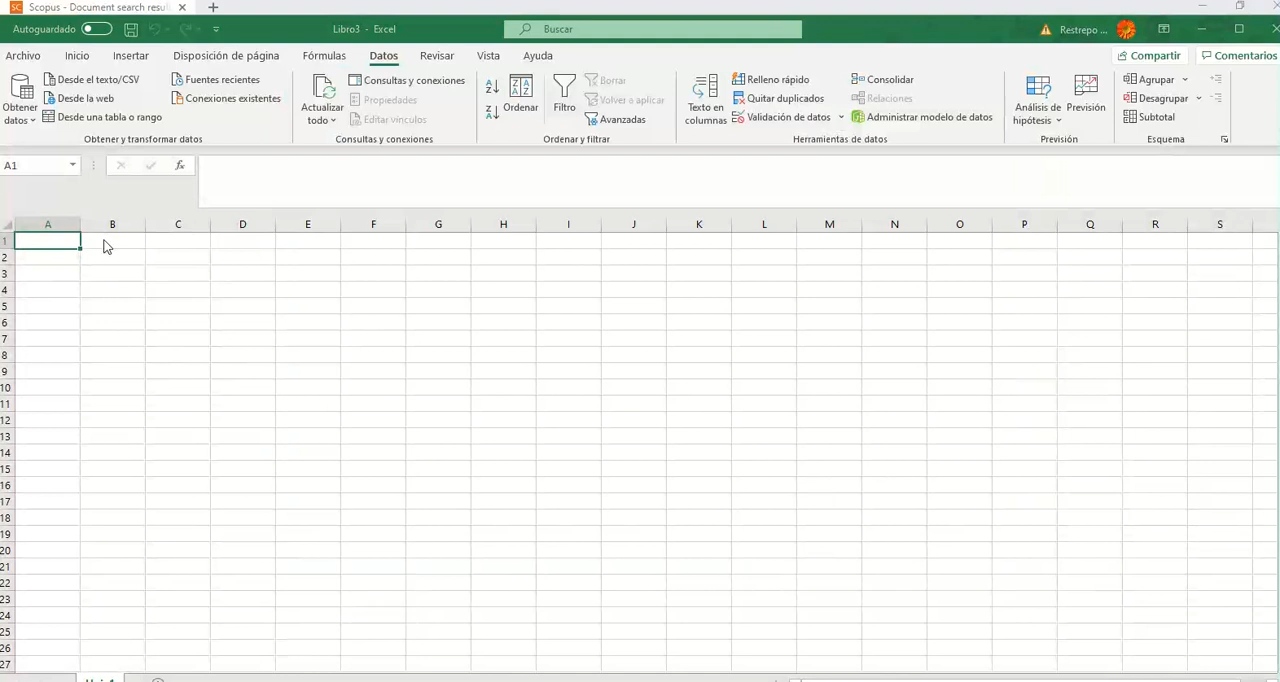 Scopus - Document search resul
Autoguardado
Libro3 - Excel
Buscar
Restrepo ...
Archivo Inicio Insertar Disposición de página Fórmulas Datos Revisar Vista Ayuda Compartir Comentarios
Obtener datos
Desde el texto/CSV
Desde la web
Desde una tabla o rango
Fuentes recientes
Conexiones existentes
Obtener y transformar datos
Actualizar todo
Consultas y conexiones
Propiedades
Editar vínculos
Consultas y conexiones
Ordenar
Filtro
Borrar
Volver a aplicar
Avanzadas
Ordenar y filtrar
Texto en columnas
Relleno rápido
Quitar duplicados
Validación de datos
Consolidar
Relaciones
Administrar modelo de datos
Herramientas de datos
Análisis de hipótesis
Previsión
Previsión
Agrupar
Desagrupar
Subtotal
Esquema
A1
fx
A B C D E F G H I J K L M N O P Q R S
1
2
3
4
5
6
7
8
9
10
11
12
13
14
15
16
17
18
19
20
21
22
23
24
25
26
27